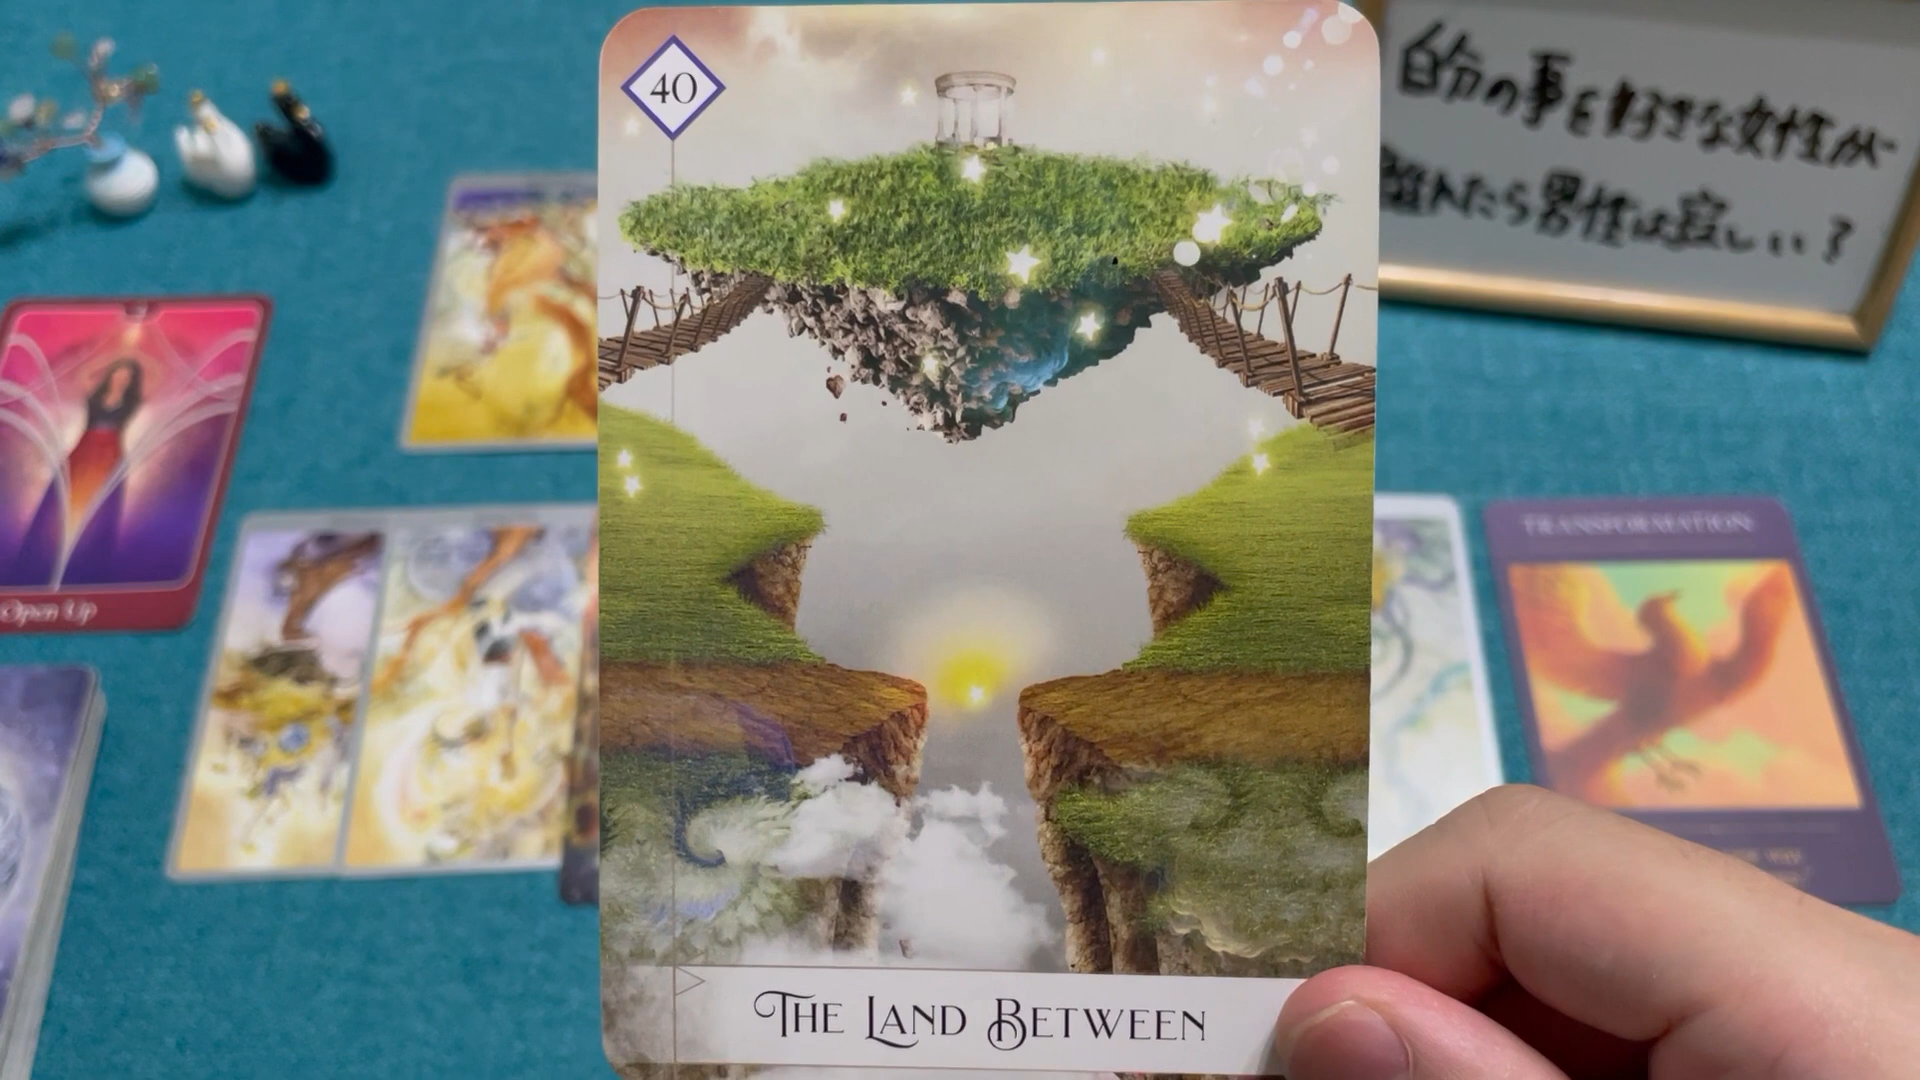 40
自分の事を好きな女性が
離れたら男性は寂しい？
Open Up
TRANSFORMATION
THE LAND BETWEEN